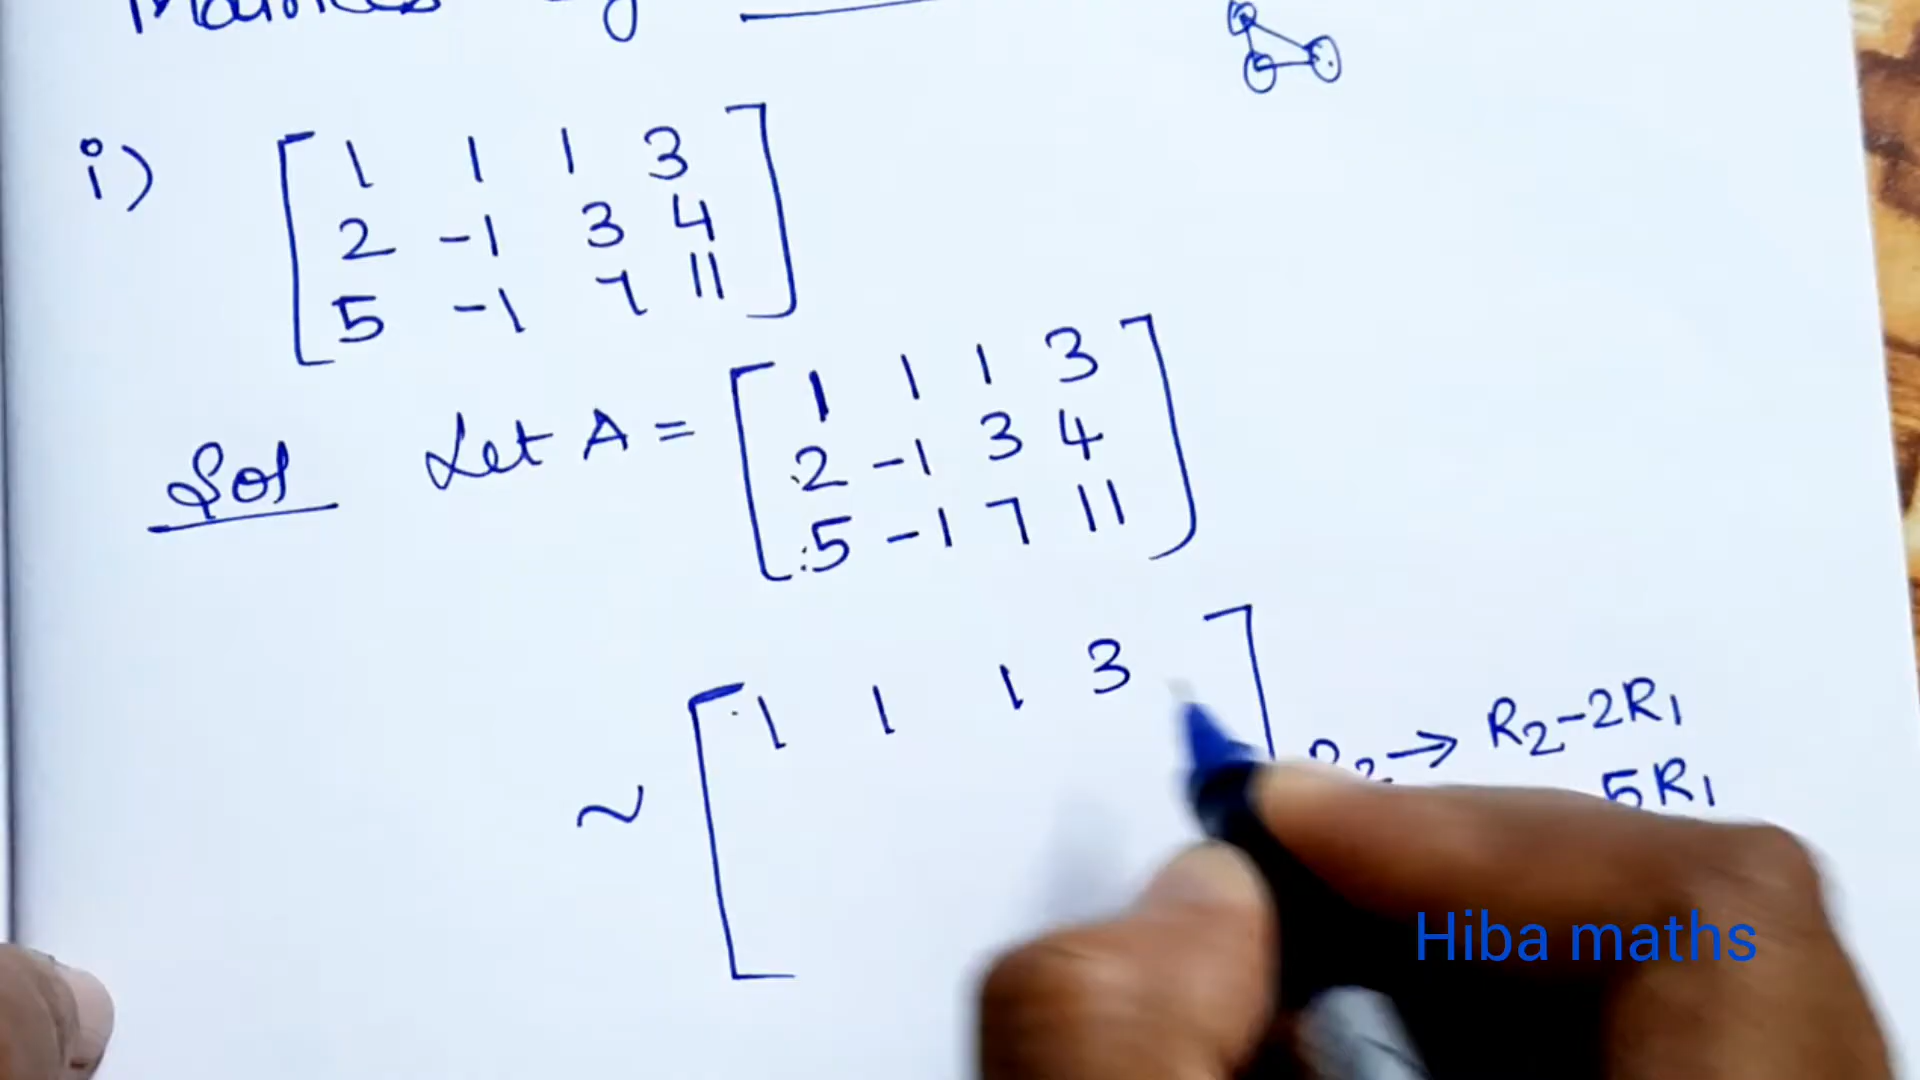 i) [1 1 1 3
2 -1 3 4
5 -1 7 11]
Sol Let A = [1 1 1 3
2 -1 3 4
5 -1 7 11]
~ [1 1 1 3]
→ R2-2R1
5R1
Hiba maths